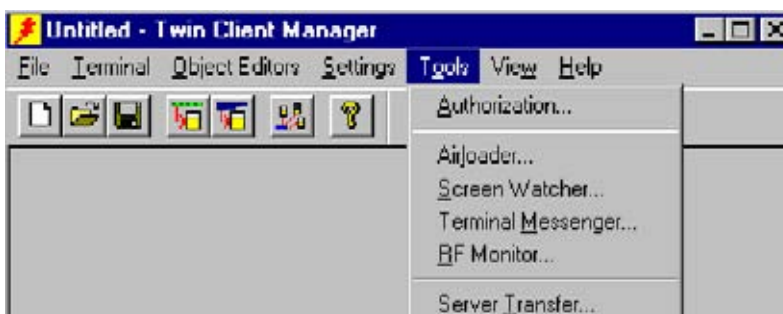 Untitled - Twin Client Manager
File Terminal Object Editors Settings Tools View Help
Authorization...
Airloader...
Screen Watcher...
Terminal Messenger...
RF Monitor...
Server Transfer...